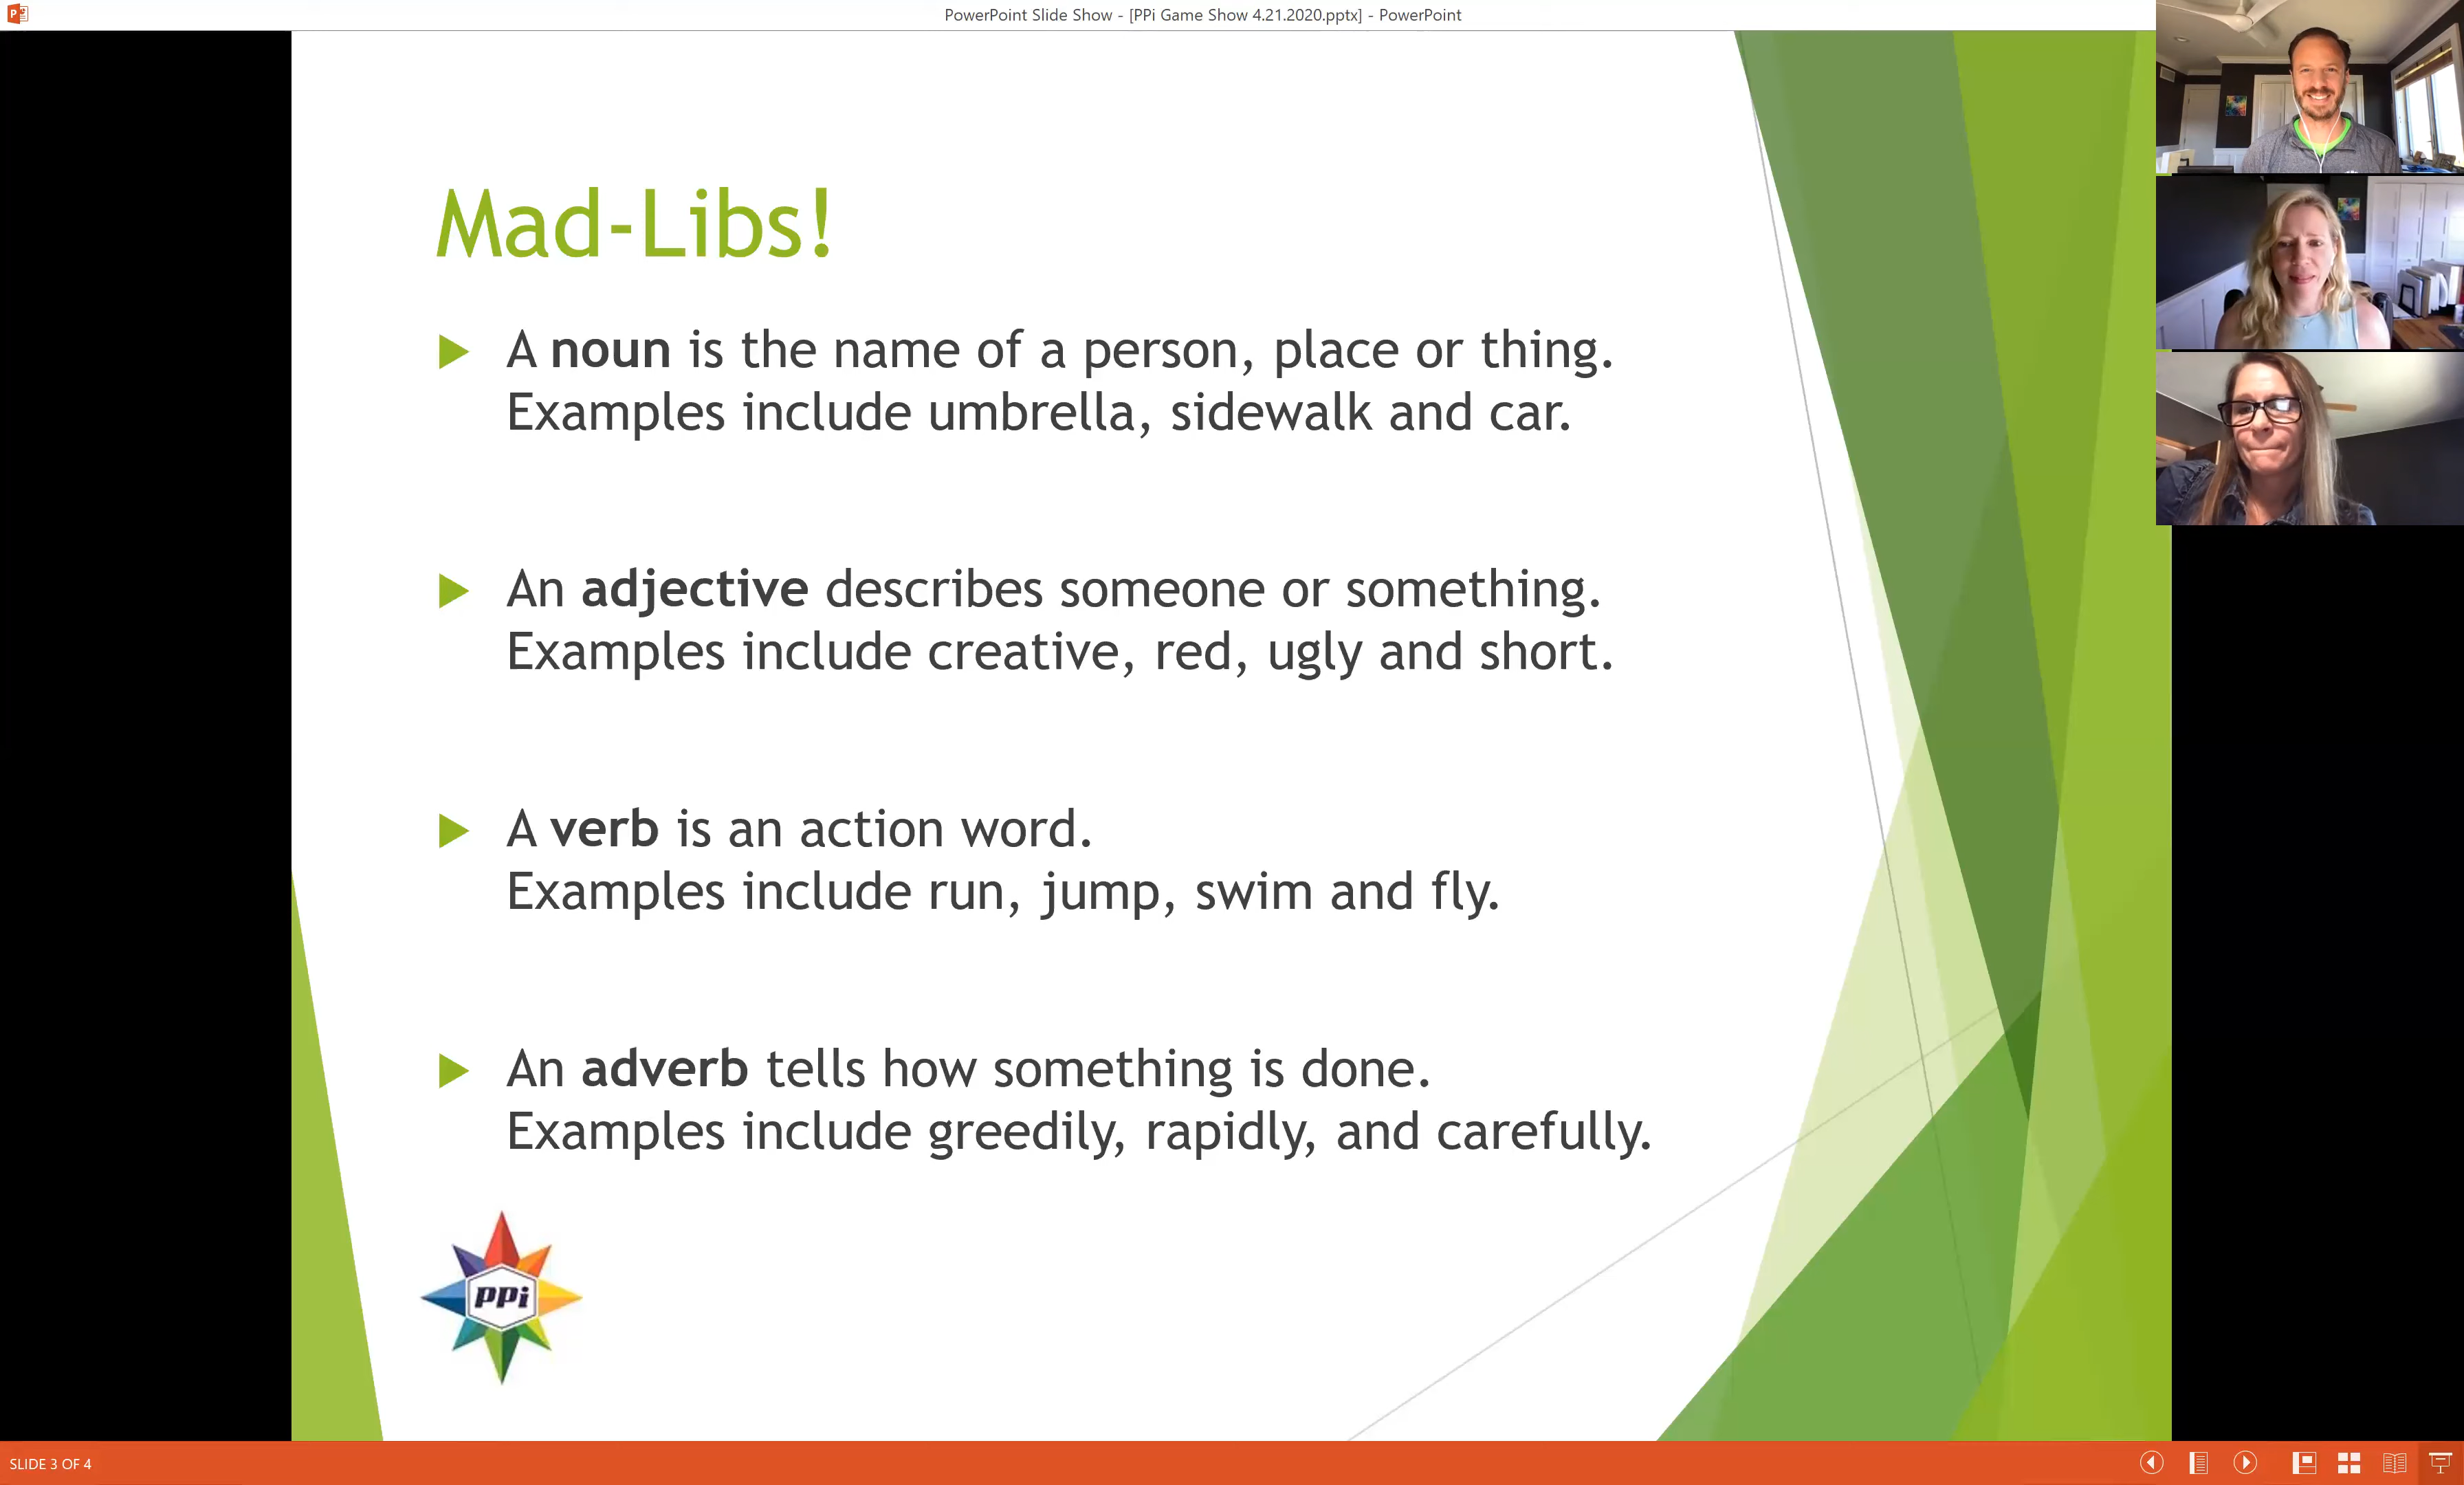 PowerPoint Slide Show - [PPi Game Show 4.21.2020.pptx] - PowerPoint
Mad-Libs!
A noun is the name of a person, place or thing.
Examples include umbrella, sidewalk and car.
An adjective describes someone or something.
Examples include creative, red, ugly and short.
A verb is an action word.
Examples include run, jump, swim and fly.
An adverb tells how something is done.
Examples include greedily, rapidly, and carefully.
PPi
SLIDE 3 OF 4